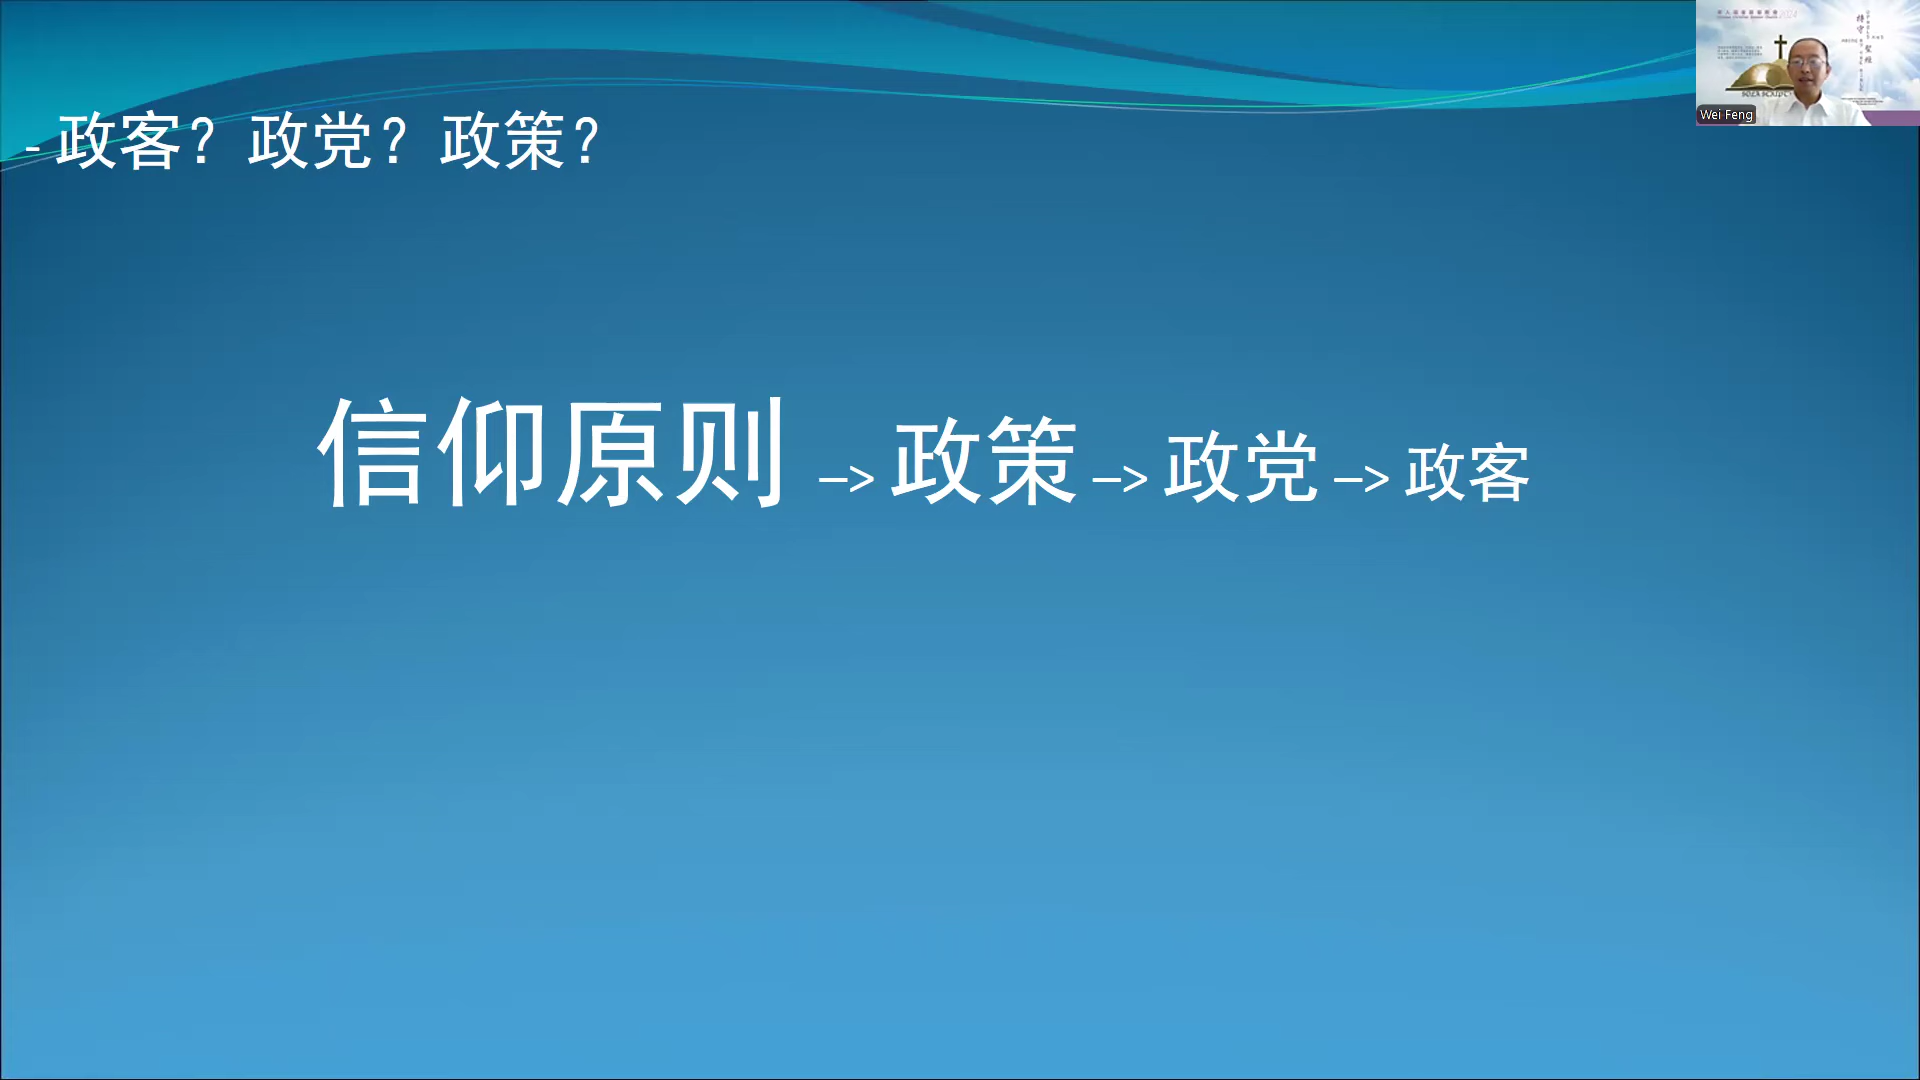 - 政客？政党？政策？
信仰原则 –> 政策 –> 政党 –> 政客
Wei Feng